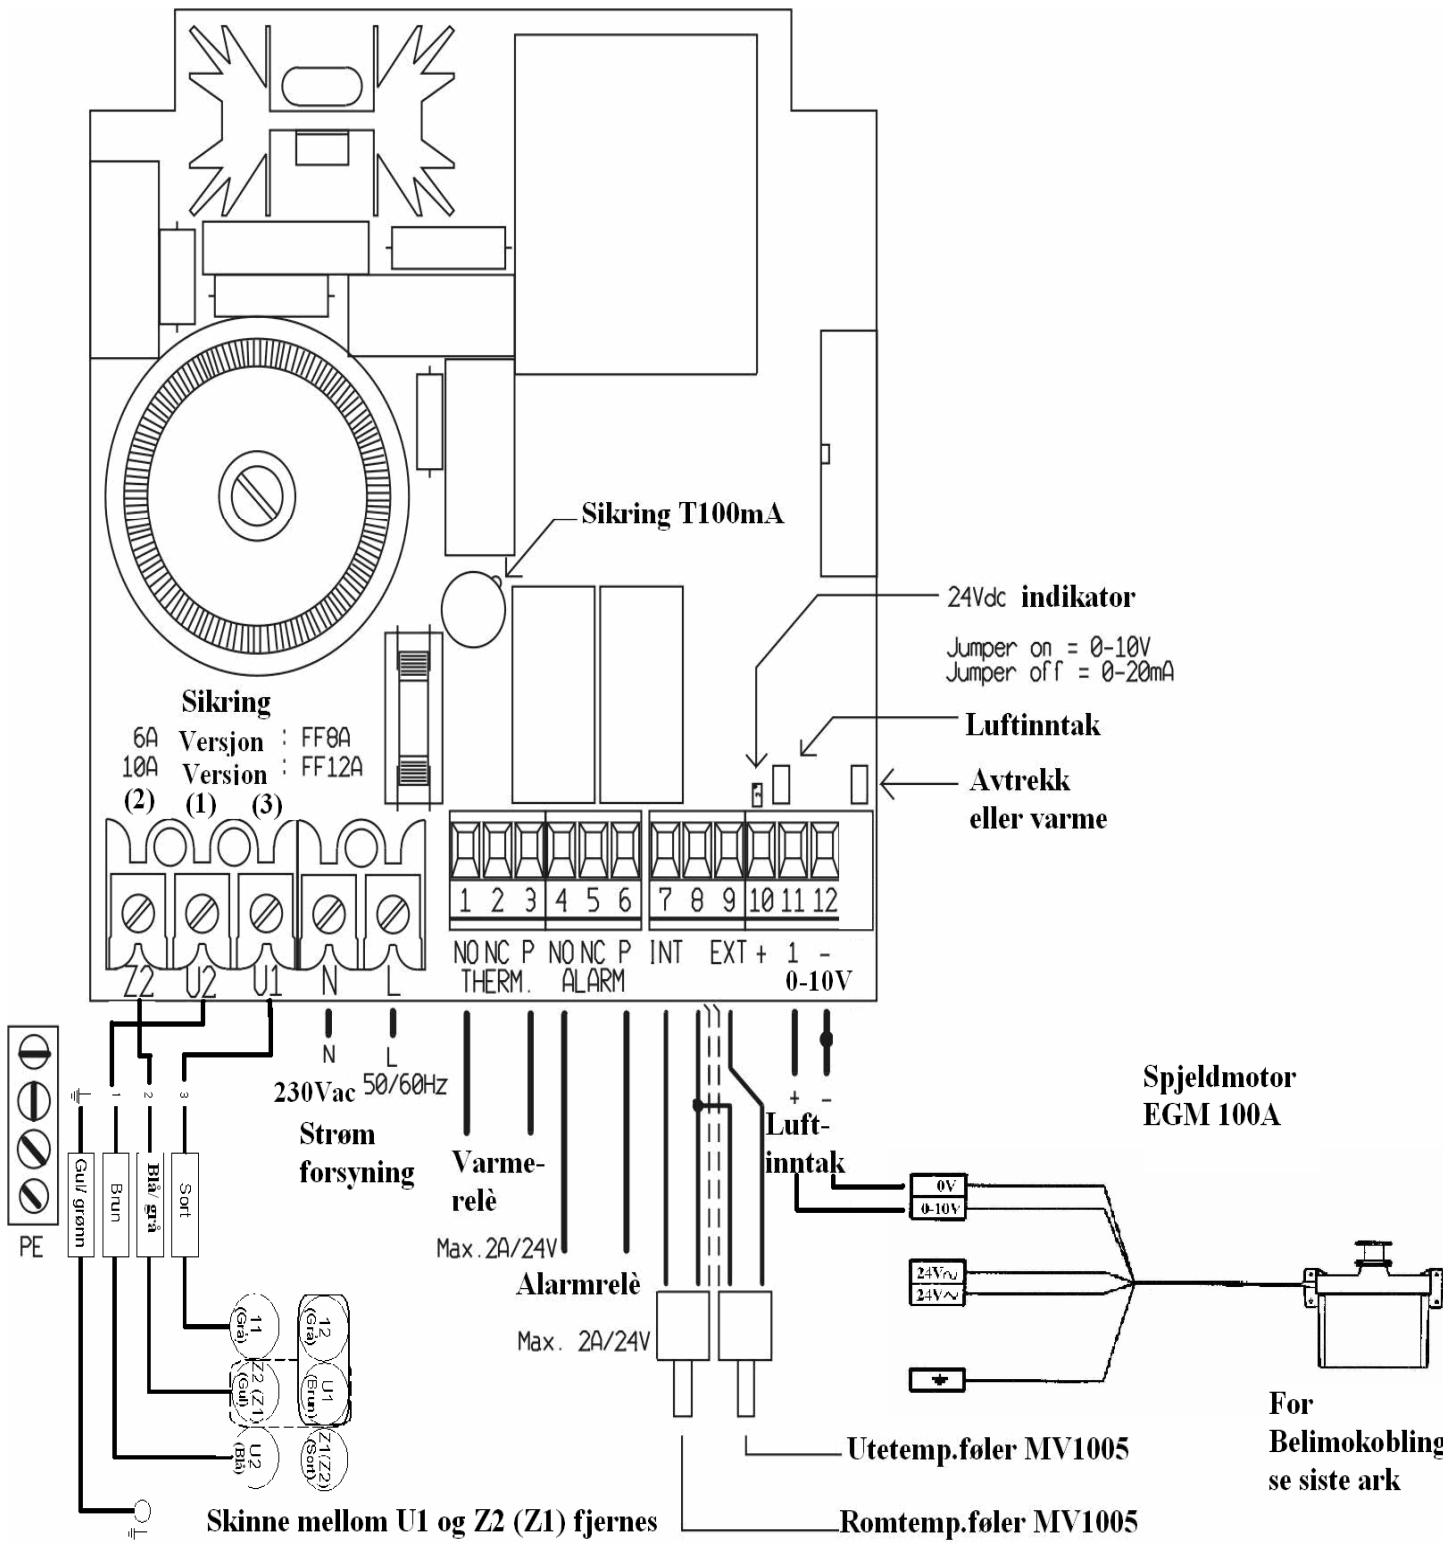 Sikring T100mA
24Vdc indikator
Jumper on = 0-10V
Jumper off = 0-20mA
Luftinntak
Avtrekk
eller varme
Sikring
6A Versjon : FF8A
10A Version : FF12A
(2) (1) (3)
1 2 3 4 5 6 7 8 9 10 11 12
NO NC P NO NC P INT EXT + 1 -
THERM. ALARM 0-10V
Z2 U2 U1 N L
N L
230Vac 50/60Hz
Strøm
forsyning
+ -
Luft-
inntak
Varme-
relè
Max.2A/24V
Alarmrelè
Max. 2A/24V
Spjeldmotor
EGM 100A
0V
0-10V
24V~
24V~
1 2 3
Gul/ grønn
Brun
Blå/ grå
Sort
PE
11
(Grå)
12
(Grå)
Z2 (Z1)
(Gul)
U1
(Brun)
U2
(Blå)
Z1(Z2)
(Sort)
For
Belimokobling
se siste ark
Utetemp.føler MV1005
Romtemp.føler MV1005
Skinne mellom U1 og Z2 (Z1) fjernes